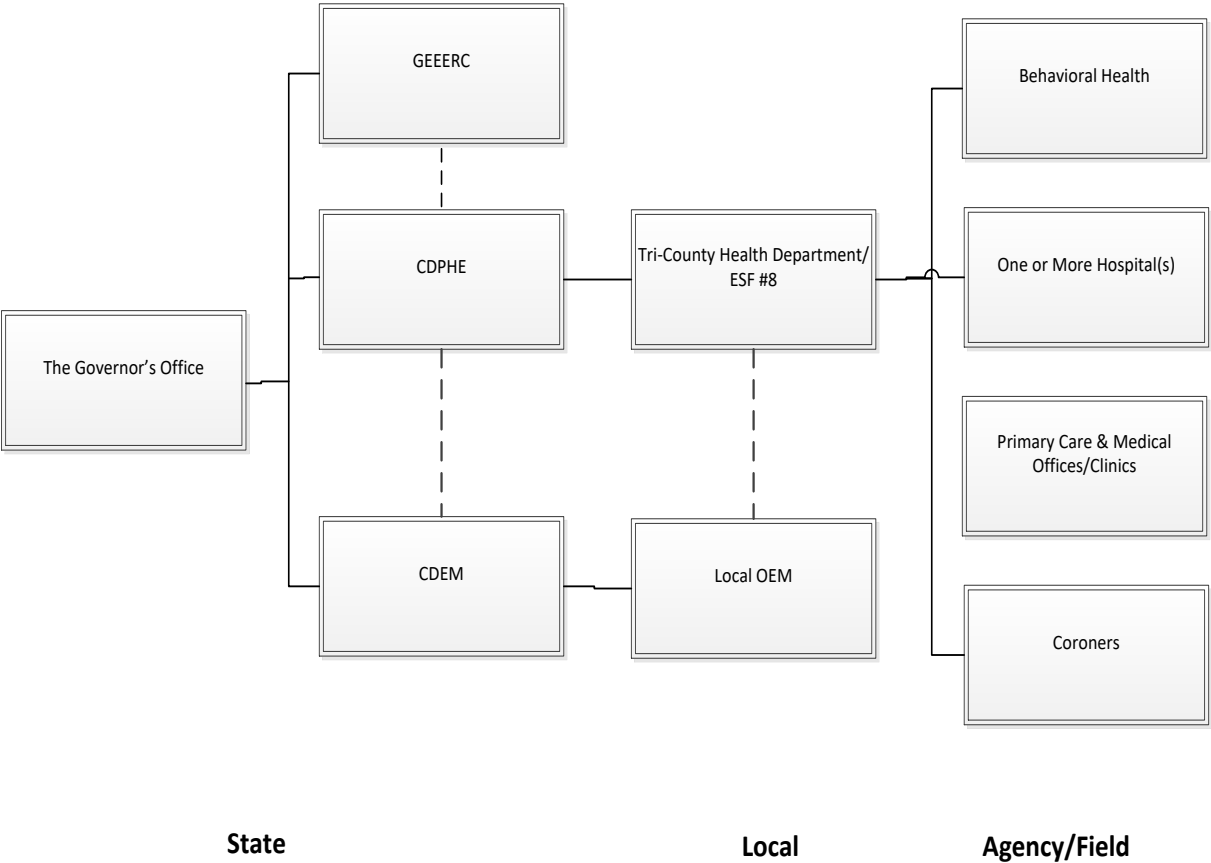 GEEERC
Behavioral Health
CDPHE
Tri-County Health Department/
ESF #8
One or More Hospital(s)
The Governor’s Office
Primary Care & Medical
Offices/Clinics
CDEM
Local OEM
Coroners
State
Local
Agency/Field